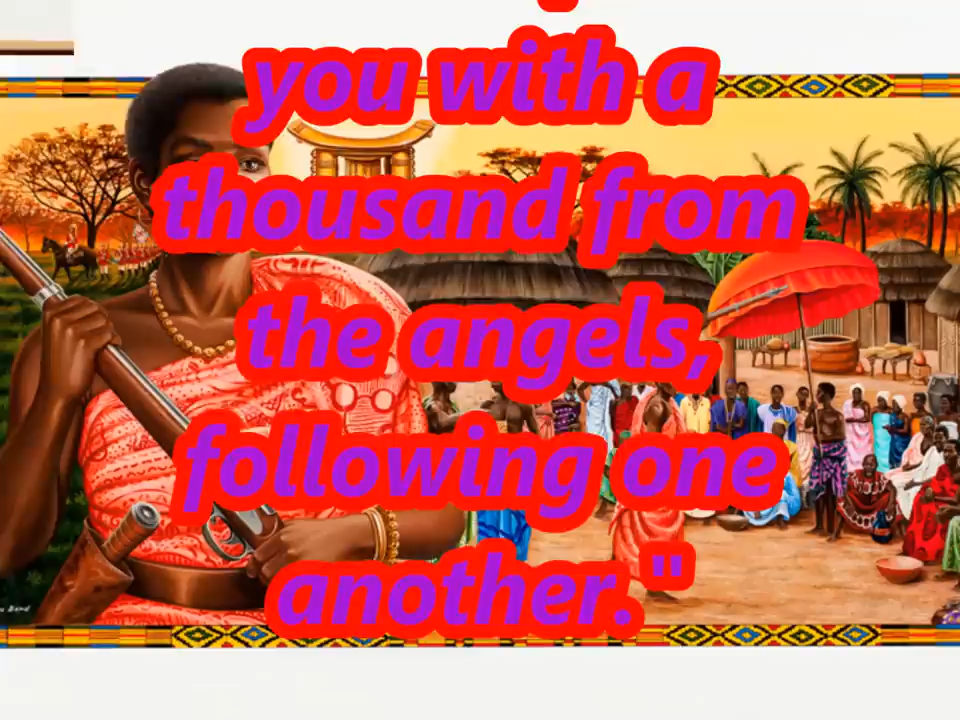 you with a
thousand from
the angels,
following one
another."